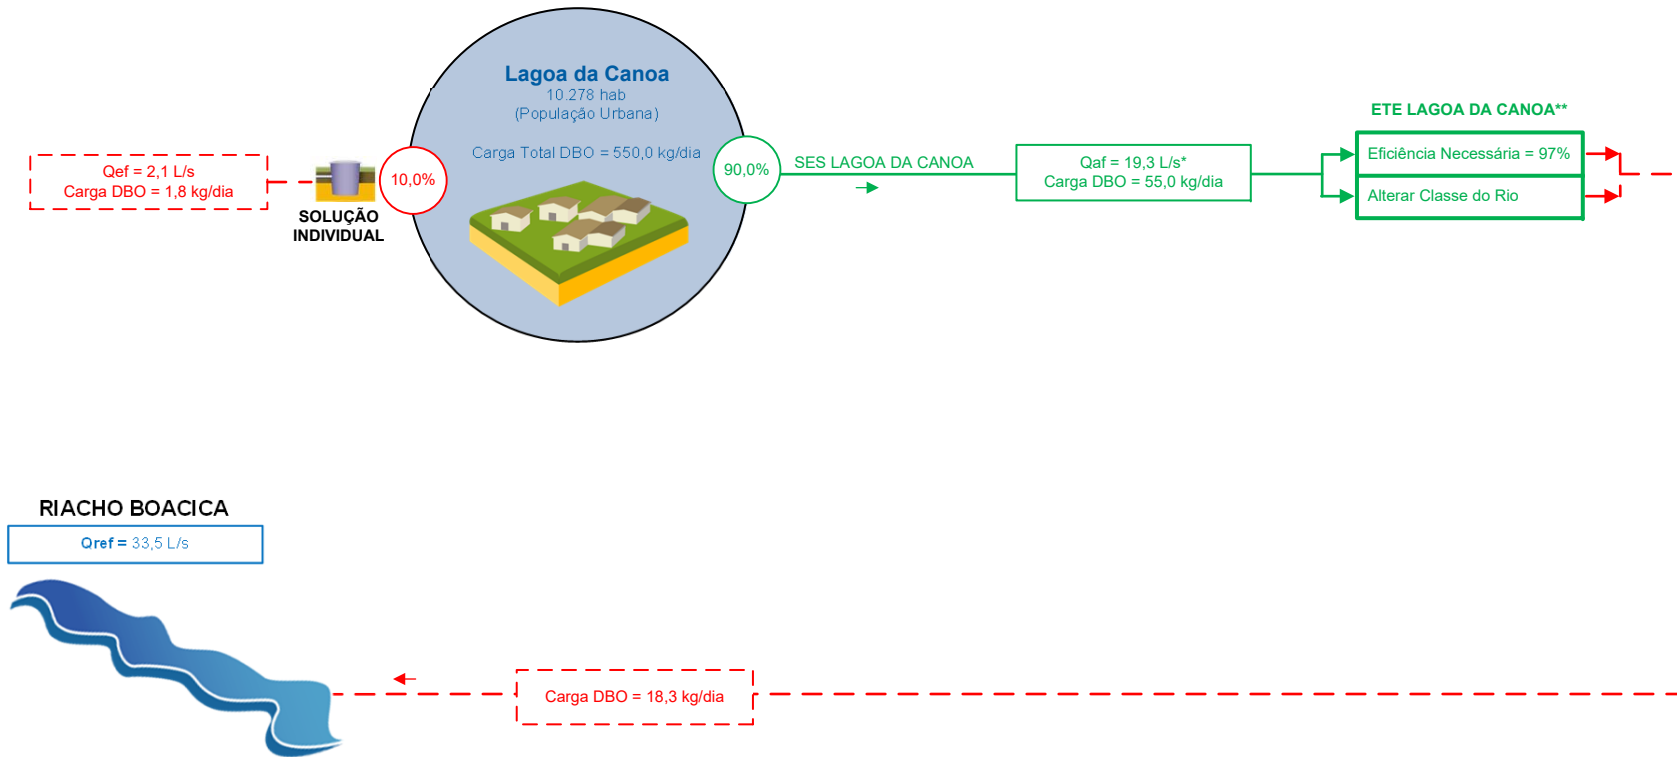 Lagoa da Canoa
10.278 hab
(População Urbana)
Carga Total DBO = 550,0 kg/dia
Qef = 2,1 L/s
Carga DBO = 1,8 kg/dia
SOLUÇÃO
INDIVIDUAL
10,0%
90,0%
SES LAGOA DA CANOA
Qaf = 19,3 L/s*
Carga DBO = 55,0 kg/dia
ETE LAGOA DA CANOA**
Eficiência Necessária = 97%
Alterar Classe do Rio
RIACHO BOACICA
Qref = 33,5 L/s
Carga DBO = 18,3 kg/dia